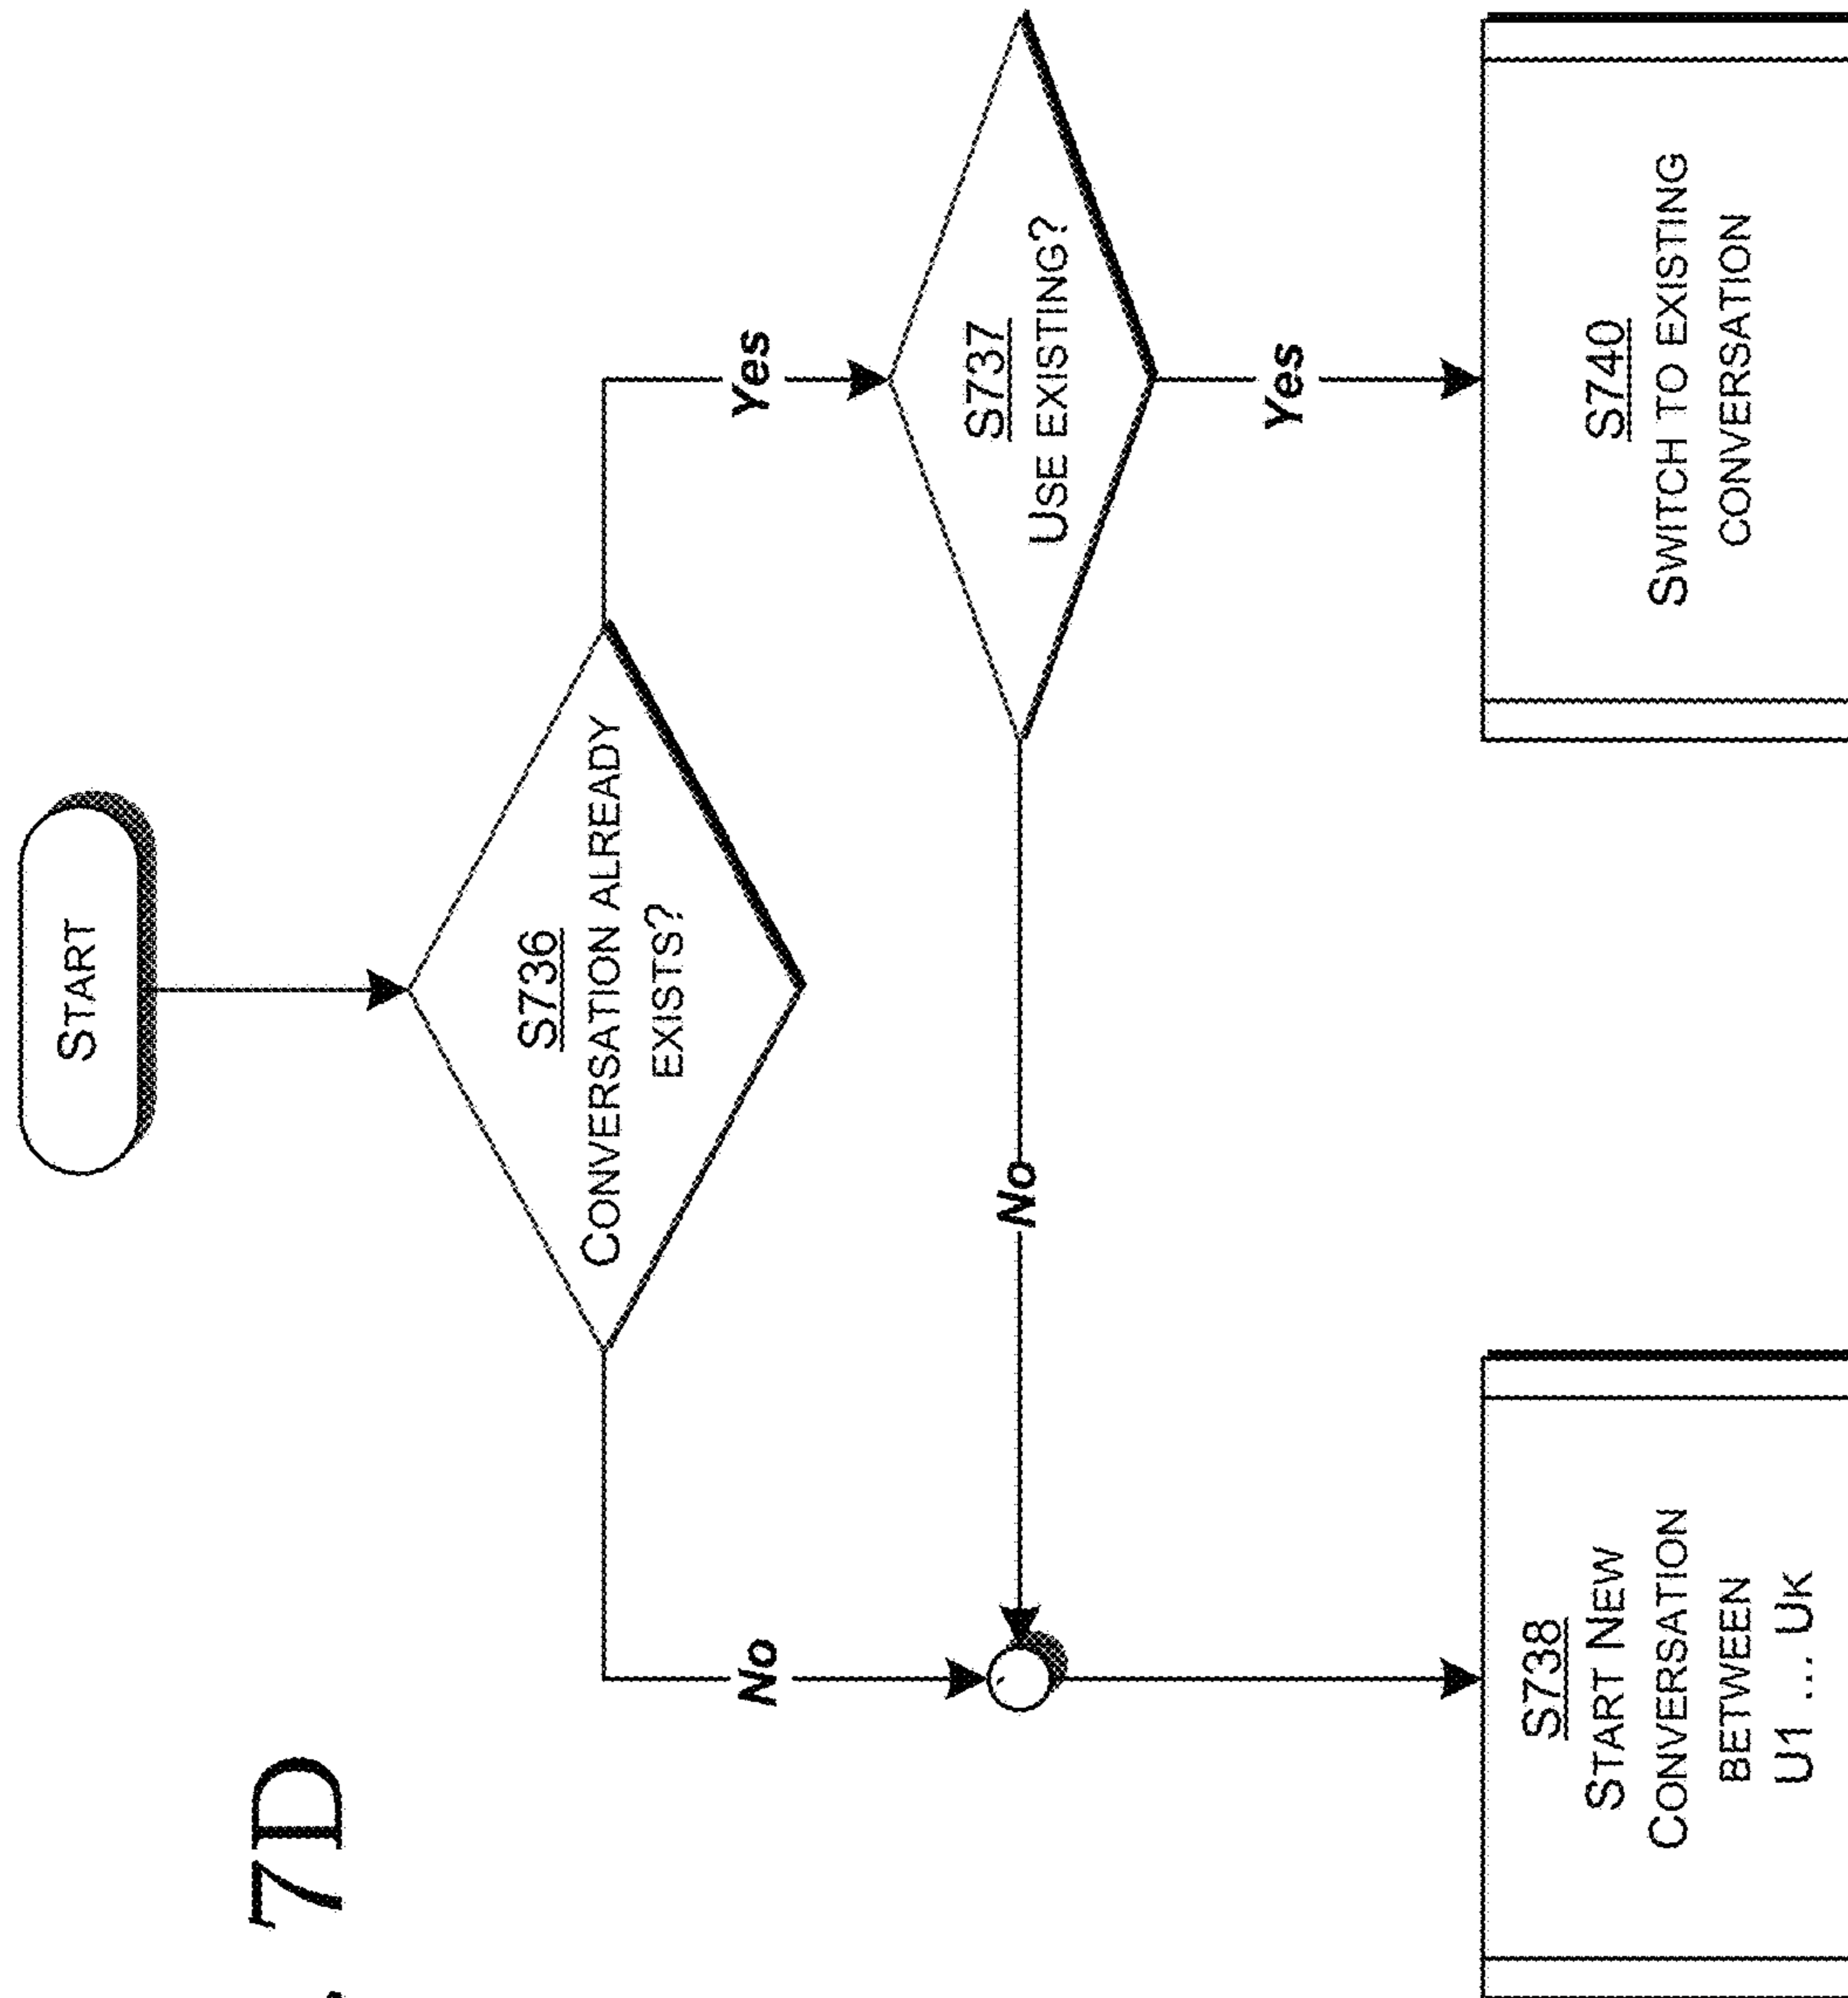 START
S736
CONVERSATION ALREADY
EXISTS?
No
Yes
S737
USE EXISTING?
No
Yes
S738
START NEW
CONVERSATION
BETWEEN
U1 ... UK
S740
SWITCH TO EXISTING
CONVERSATION
7D